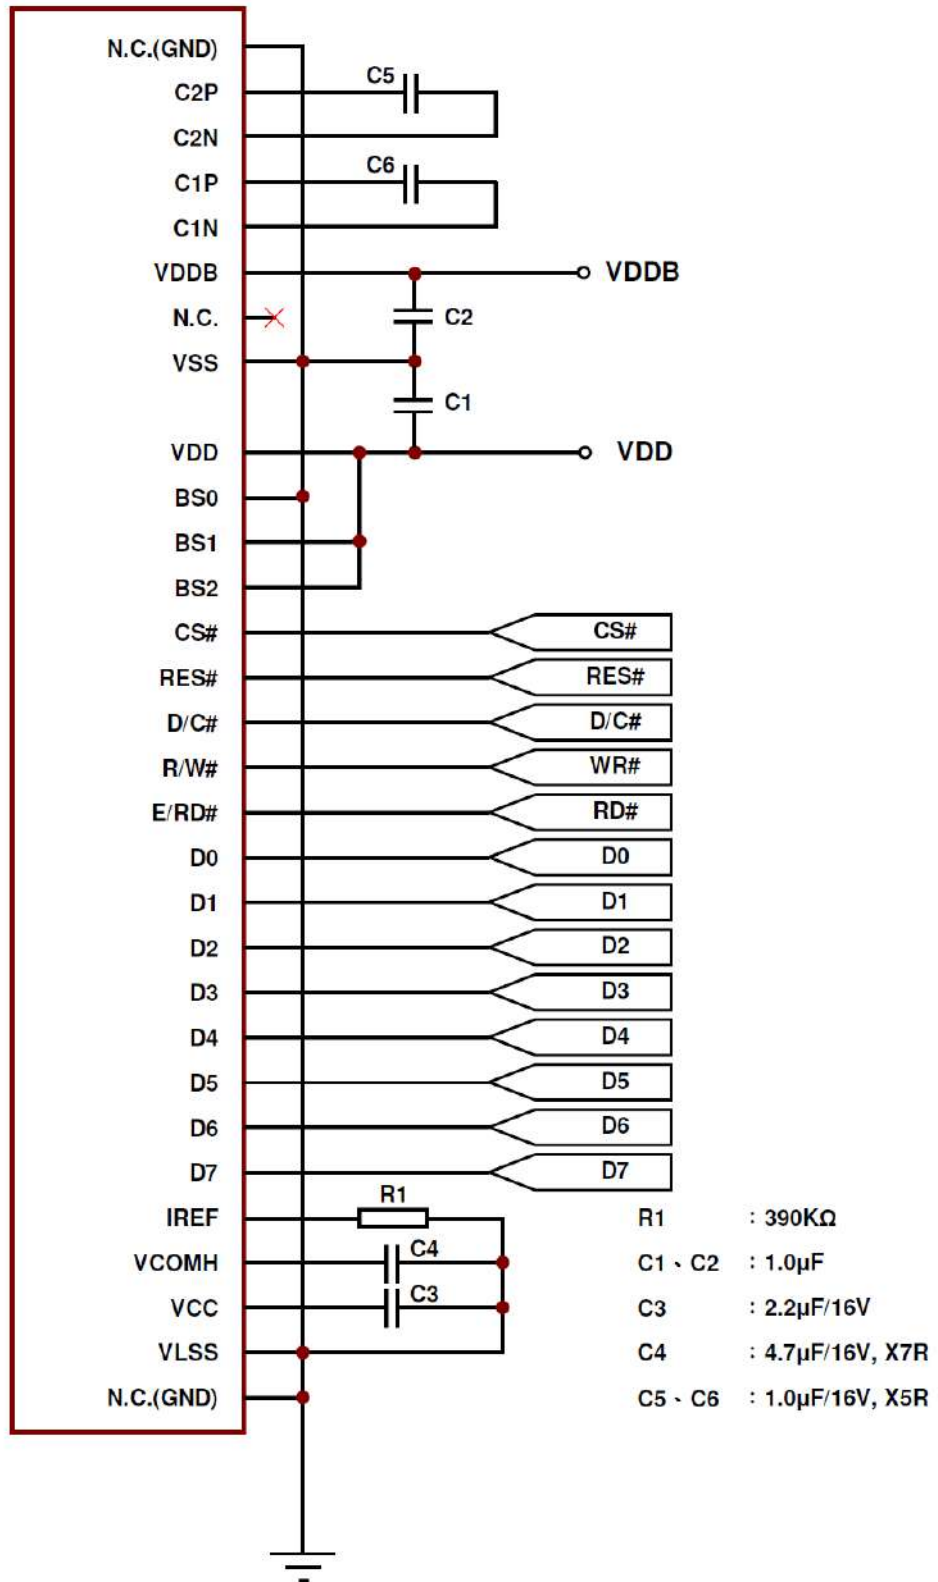 N.C.(GND)
C2P
C5
C2N
C1P
C6
C1N
VDDB
VDDB
N.C.
C2
VSS
C1
VDD
VDD
BS0
BS1
BS2
CS#
CS#
RES#
RES#
D/C#
D/C#
R/W#
WR#
E/RD#
RD#
D0
D0
D1
D1
D2
D2
D3
D3
D4
D4
D5
D5
D6
D6
D7
D7
IREF
R1
VCOMH
C4
VCC
C3
VLSS
N.C.(GND)
R1 : 390KΩ
C1、C2 : 1.0μF
C3 : 2.2μF/16V
C4 : 4.7μF/16V, X7R
C5、C6 : 1.0μF/16V, X5R